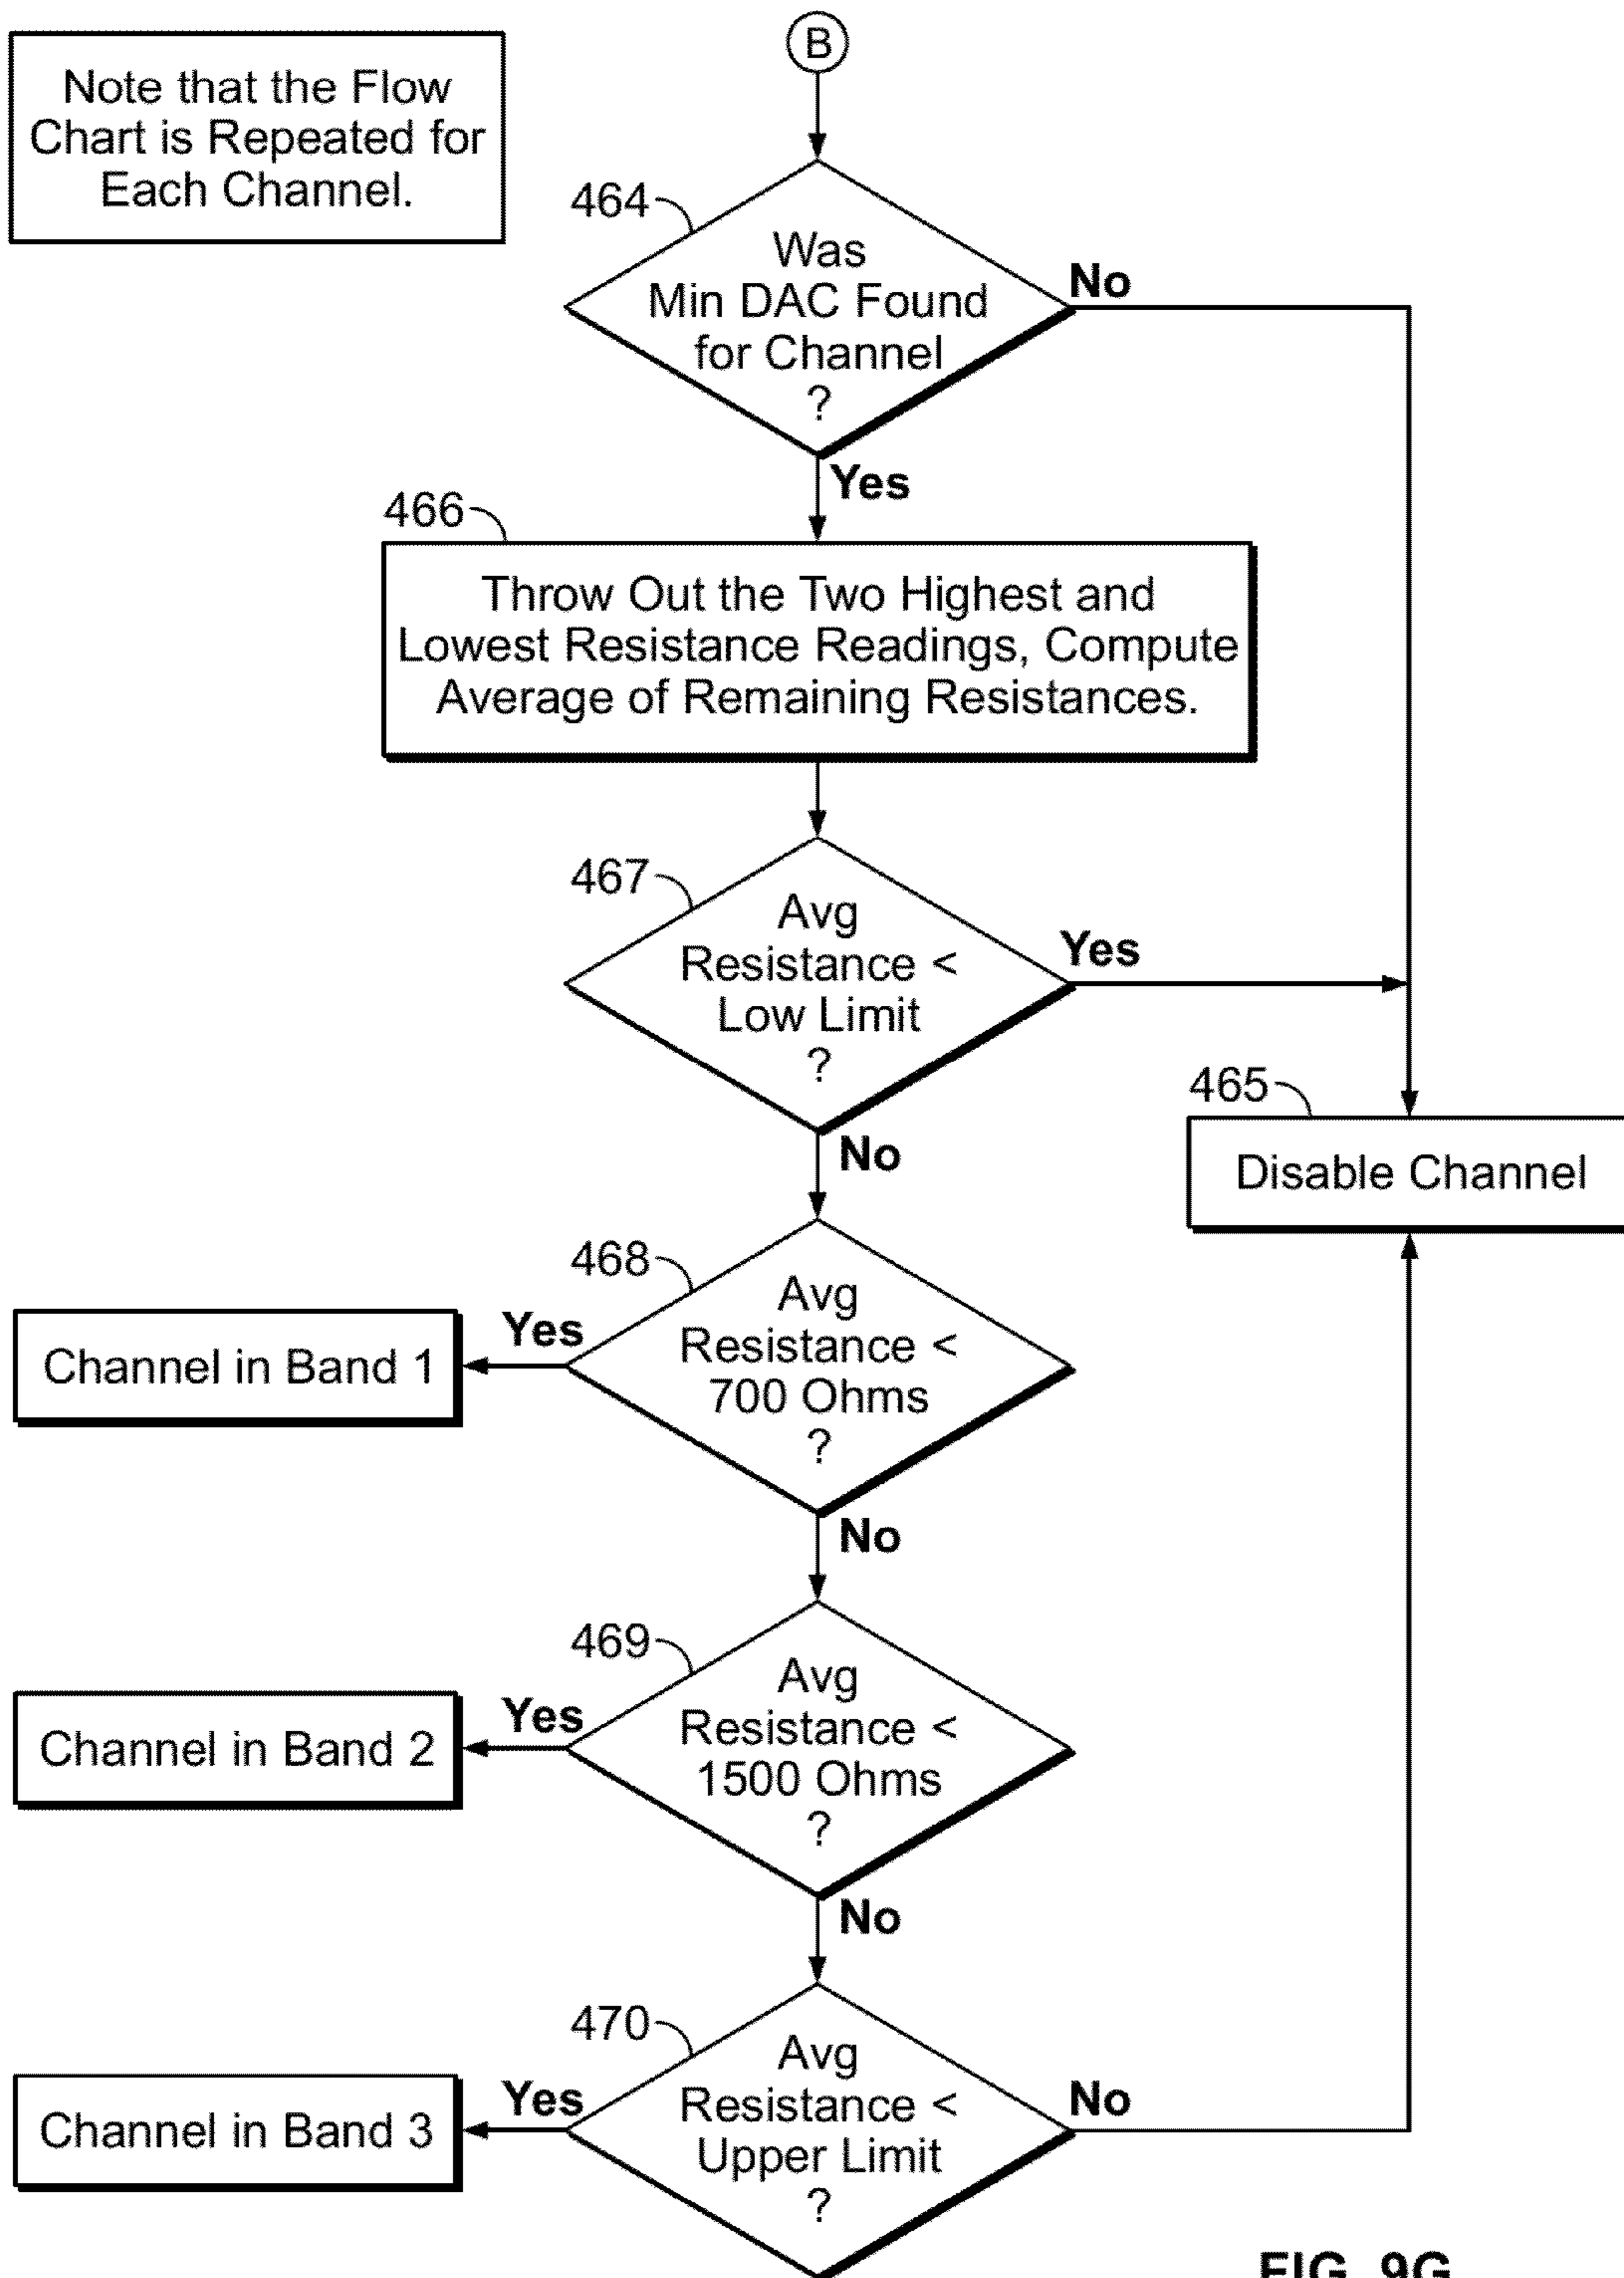 B
Note that the Flow
Chart is Repeated for
Each Channel.
464
Was
Min DAC Found
for Channel
?
No
Yes
466
Throw Out the Two Highest and
Lowest Resistance Readings, Compute
Average of Remaining Resistances.
467
Avg
Resistance <
Low Limit
?
Yes
No
465
Disable Channel
468
Avg
Resistance <
700 Ohms
?
Yes
Channel in Band 1
No
469
Avg
Resistance <
1500 Ohms
?
Yes
Channel in Band 2
No
470
Avg
Resistance <
Upper Limit
?
Yes
Channel in Band 3
No
FIG. 9G